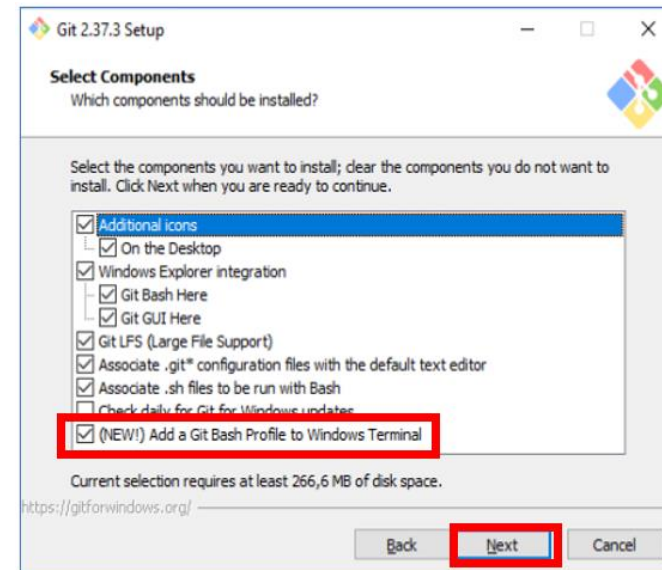 Git 2.37.3 Setup
Select Components
Which components should be installed?
Select the components you want to install; clear the components you do not want to
install. Click Next when you are ready to continue.
Additional icons
On the Desktop
Windows Explorer integration
Git Bash Here
Git GUI Here
Git LFS (Large File Support)
Associate .git* configuration files with the default text editor
Associate .sh files to be run with Bash
Check daily for Git for Windows updates
(NEW!) Add a Git Bash Profile to Windows Terminal
Current selection requires at least 266,6 MB of disk space.
https://gitforwindows.org/
Back Next Cancel